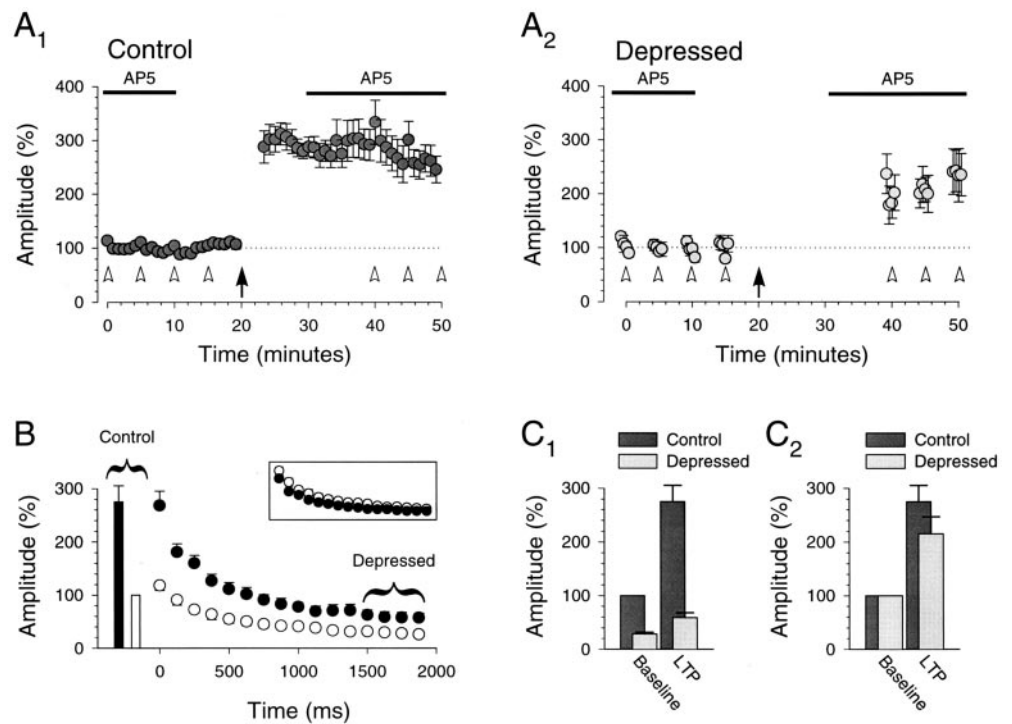 A1
Control
AP5
400
300
200
100
0
Amplitude (%)
0 10 20 30 40 50
Time (minutes)
A2
Depressed
AP5
AP5
400
300
200
100
0
Amplitude (%)
0 10 20 30 40 50
Time (minutes)
AP5
B
Control
300
200
100
0
Amplitude (%)
Depressed
0 500 1000 1500 2000
Time (ms)
C1
Control
Depressed
300
200
100
0
Amplitude (%)
Baseline
LTP
C2
Control
Depressed
300
200
100
0
Amplitude (%)
Baseline
LTP